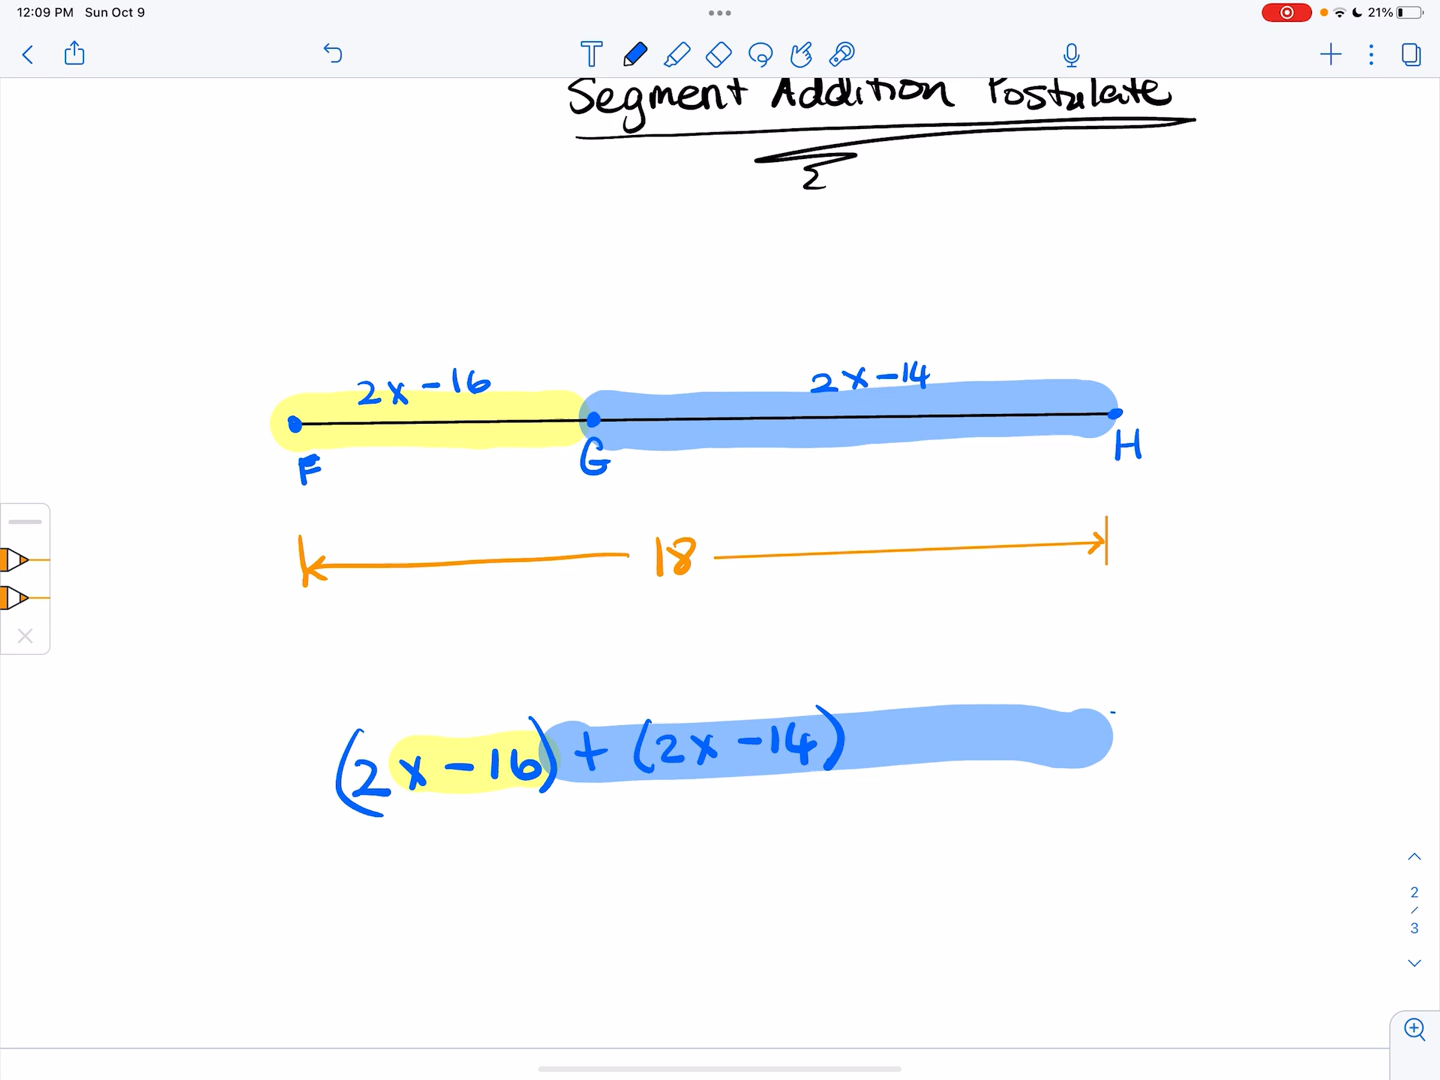 12:09 PM Sun Oct 9
21%
T
Segment Addition Postulate
2x-16
2x-14
F
G
H
18
(2x-16)+(2x-14)
2
/
3